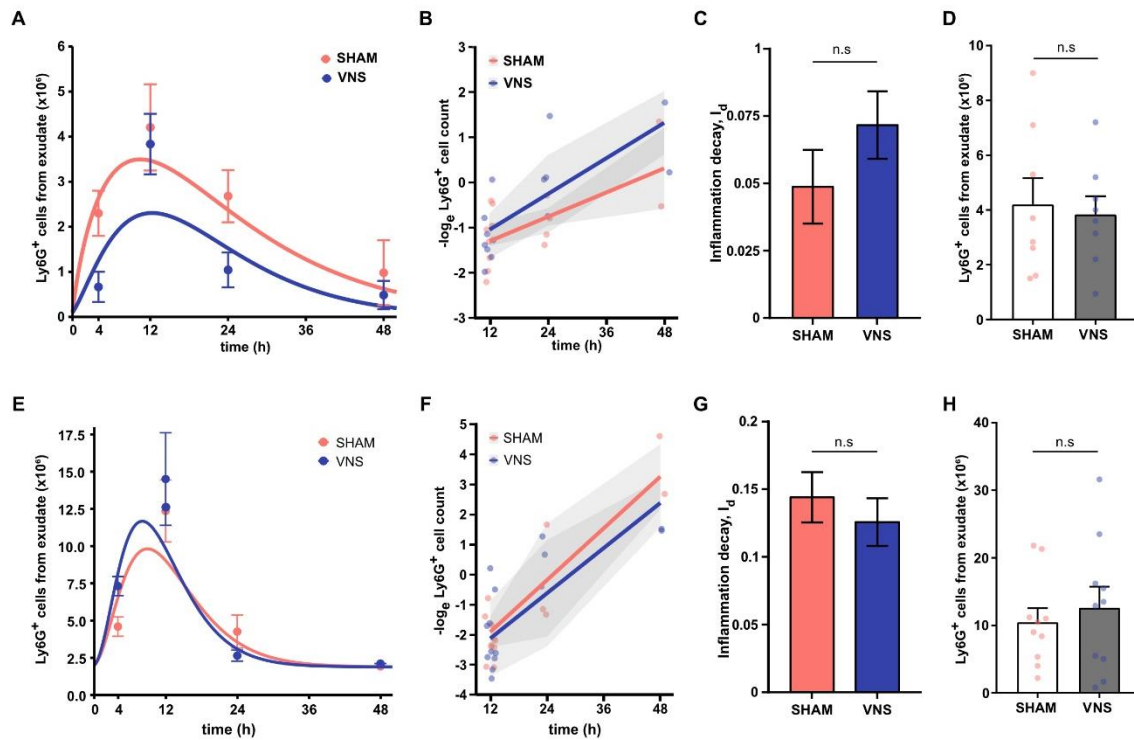 A
Ly6G+ cells from exudate (x10⁶)
6
5
4
3
2
1
0
0 4 12 24 36 48
time (h)
SHAM
VNS
B
-logₑ Ly6G⁺ cell count
3
2
1
-0
-1
-2
-3
12 24 36 48
time (h)
SHAM
VNS
C
Inflammation decay, I_d
1
0.075
0.05
0.025
0
n.s
SHAM VNS
D
Ly6G⁺ cells from exudate (x10⁶)
10
8
6
4
2
0
n.s
SHAM VNS
E
Ly6G⁺ cells from exudate (x10⁶)
17.5
15.0
12.5
10.0
7.5
5.0
2.5
0.0
0 4 12 24 36 48
time (h)
SHAM
VNS
F
-logₑ Ly6G⁺ cell count
5
4
3
2
1
0
-1
-2
-3
-4
12 24 36 48
time (h)
SHAM
VNS
G
Inflammation decay, I_d
0.2
0.15
0.1
0.05
0
n.s
SHAM VNS
H
Ly6G⁺ cells from exudate (x10⁶)
40
30
20
10
0
n.s
SHAM VNS